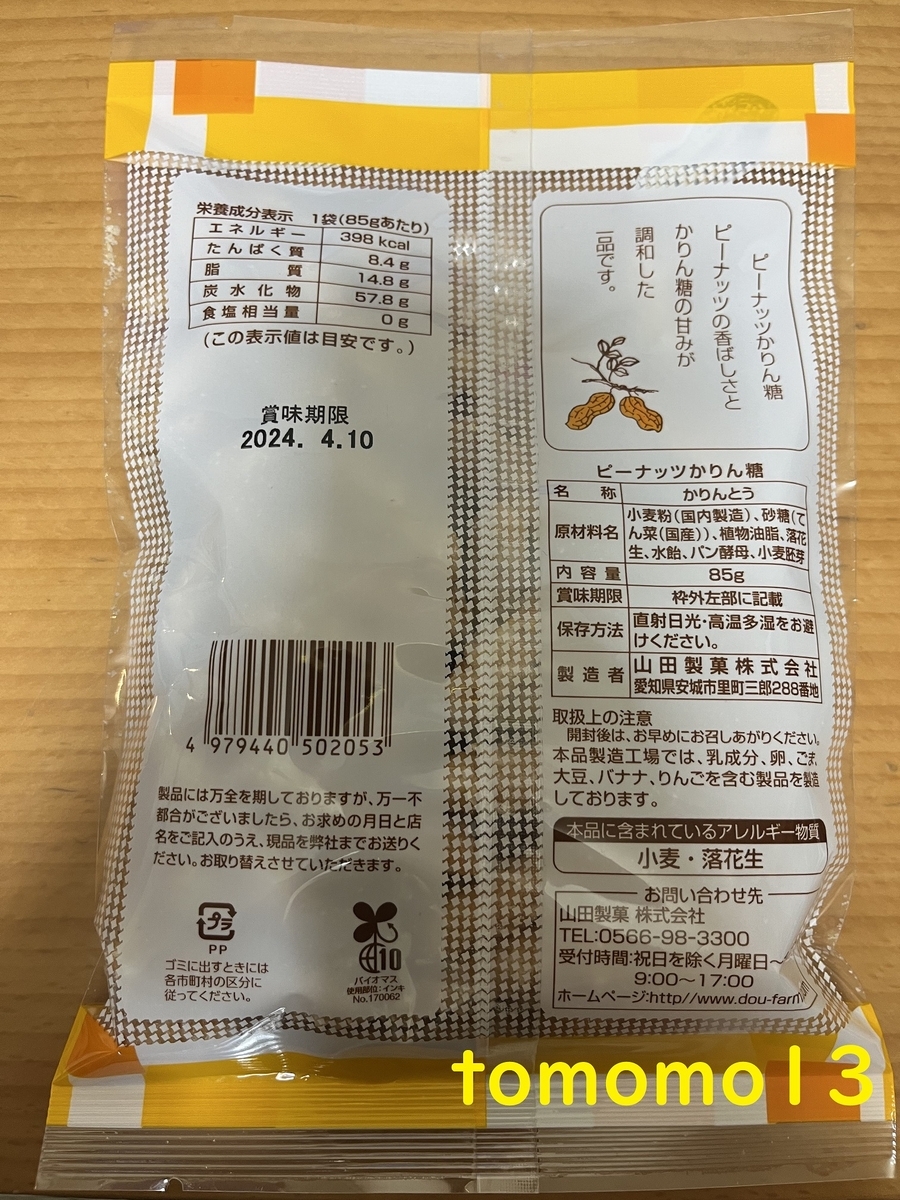 栄養成分表示 1袋(85gあたり)
エネルギー 398 kcal
たんぱく質 8.4 g
脂質 14.8 g
炭水化物 57.8 g
食塩相当量 0 g
(この表示値は目安です。)
賞味期限
2024. 4.10
4 979440 502053
製品には万全を期しておりますが、万一不
都合がございましたら、お求めの月日と店
名をご記入のうえ、現品を弊社までお送りく
ださい。お取り替えさせていただきます。
プラ
PP
ゴミに出すときには
各市町村の区分に
従ってください。
10
バイオマス
使用部位:インキ
No.170062
ピーナッツかりん糖
ピーナッツの香ばしさと
かりん糖の甘みが
調和した
一品です。
ピーナッツかりん糖
名称 かりんとう
原材料名 小麦粉(国内製造)、砂糖(て
ん菜(国産))、植物油脂、落花
生、水飴、パン酵母、小麦胚芽
内容量 85g
賞味期限 枠外左部に記載
保存方法 直射日光・高温多湿をお避
けください。
製造者 山田製菓株式会社
愛知県安城市里町三郎288番地
取扱上の注意
開封後は、お早めにお召しあがりください。
本品製造工場では、乳成分、卵、ごま、
大豆、バナナ、りんごを含む製品を製造
しております。
本品に含まれているアレルギー物質
小麦・落花生
お問い合わせ先
山田製菓 株式会社
TEL:0566-98-3300
受付時間:祝日を除く月曜日〜
9:00〜17:00
ホームページ:http//www.dou-farm
tomomo13